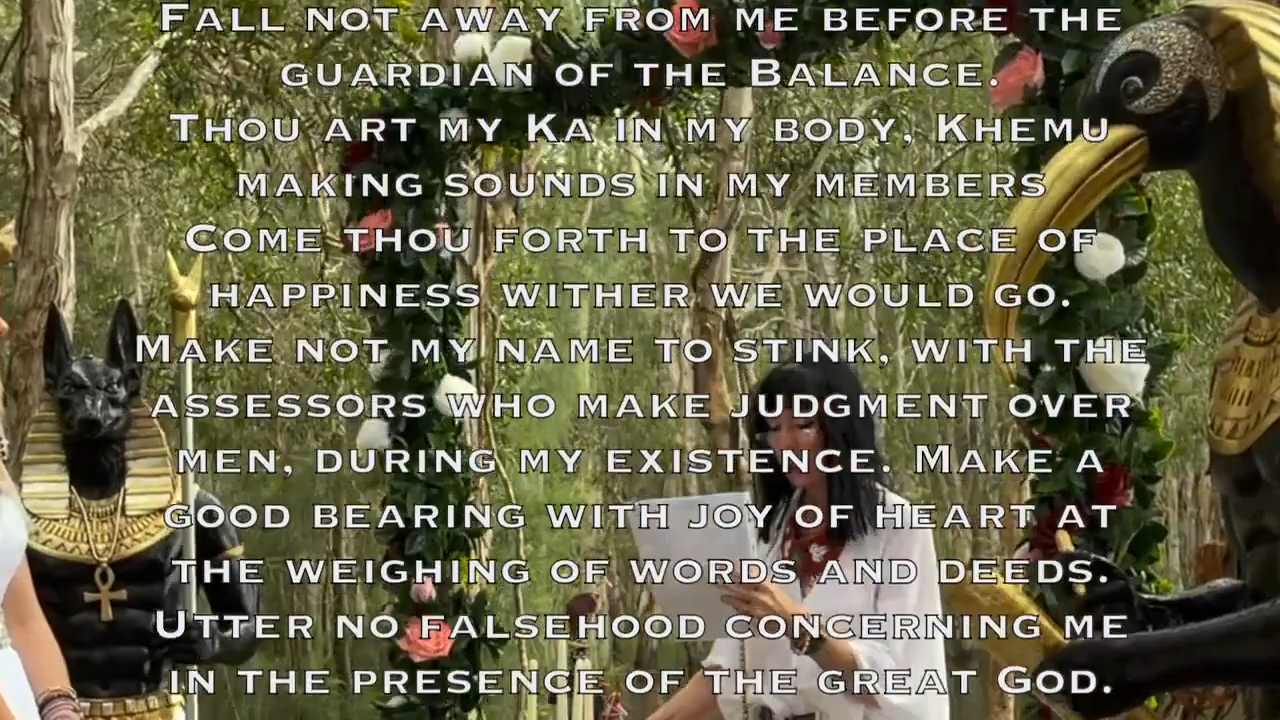 Fall not away from me before the
guardian of the Balance.
Thou art my Ka in my body, Khemu
making sounds in my members
Come thou forth to the place of
happiness wither we would go.
Make not my name to stink, with the
assessors who make judgment over
men, during my existence. Make a
good bearing with joy of heart at
the weighing of words and deeds.
Utter no falsehood concerning me
in the presence of the great God.